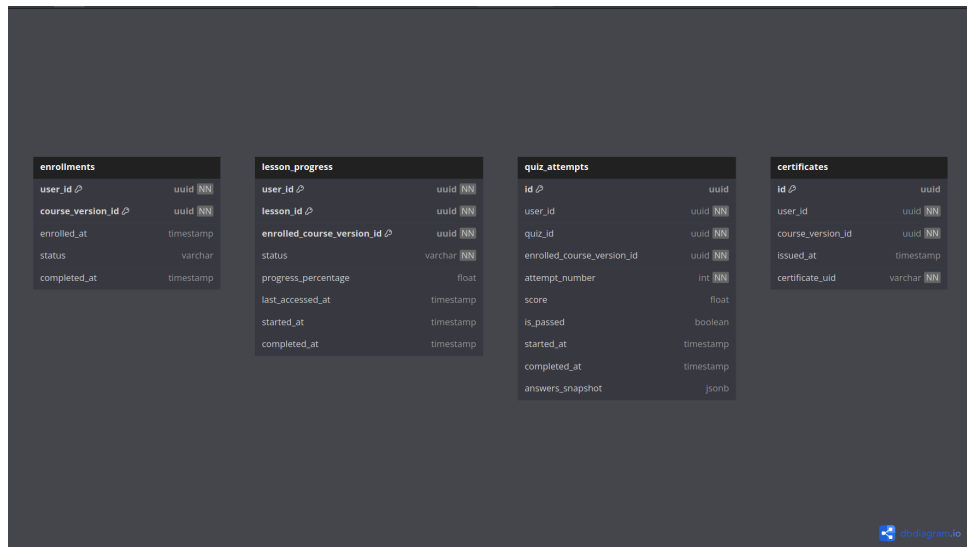 enrollments
user_id uuid NN
course_version_id uuid NN
enrolled_at timestamp
status varchar
completed_at timestamp
lesson_progress
user_id uuid NN
lesson_id uuid NN
enrolled_course_version_id uuid NN
status varchar NN
progress_percentage float
last_accessed_at timestamp
started_at timestamp
completed_at timestamp
quiz_attempts
id uuid
user_id uuid NN
quiz_id uuid NN
enrolled_course_version_id uuid NN
attempt_number int NN
score float
is_passed boolean
started_at timestamp
completed_at timestamp
answers_snapshot jsonb
certificates
id uuid
user_id uuid NN
course_version_id uuid NN
issued_at timestamp
certificate_uid varchar NN
dbdiagram.io